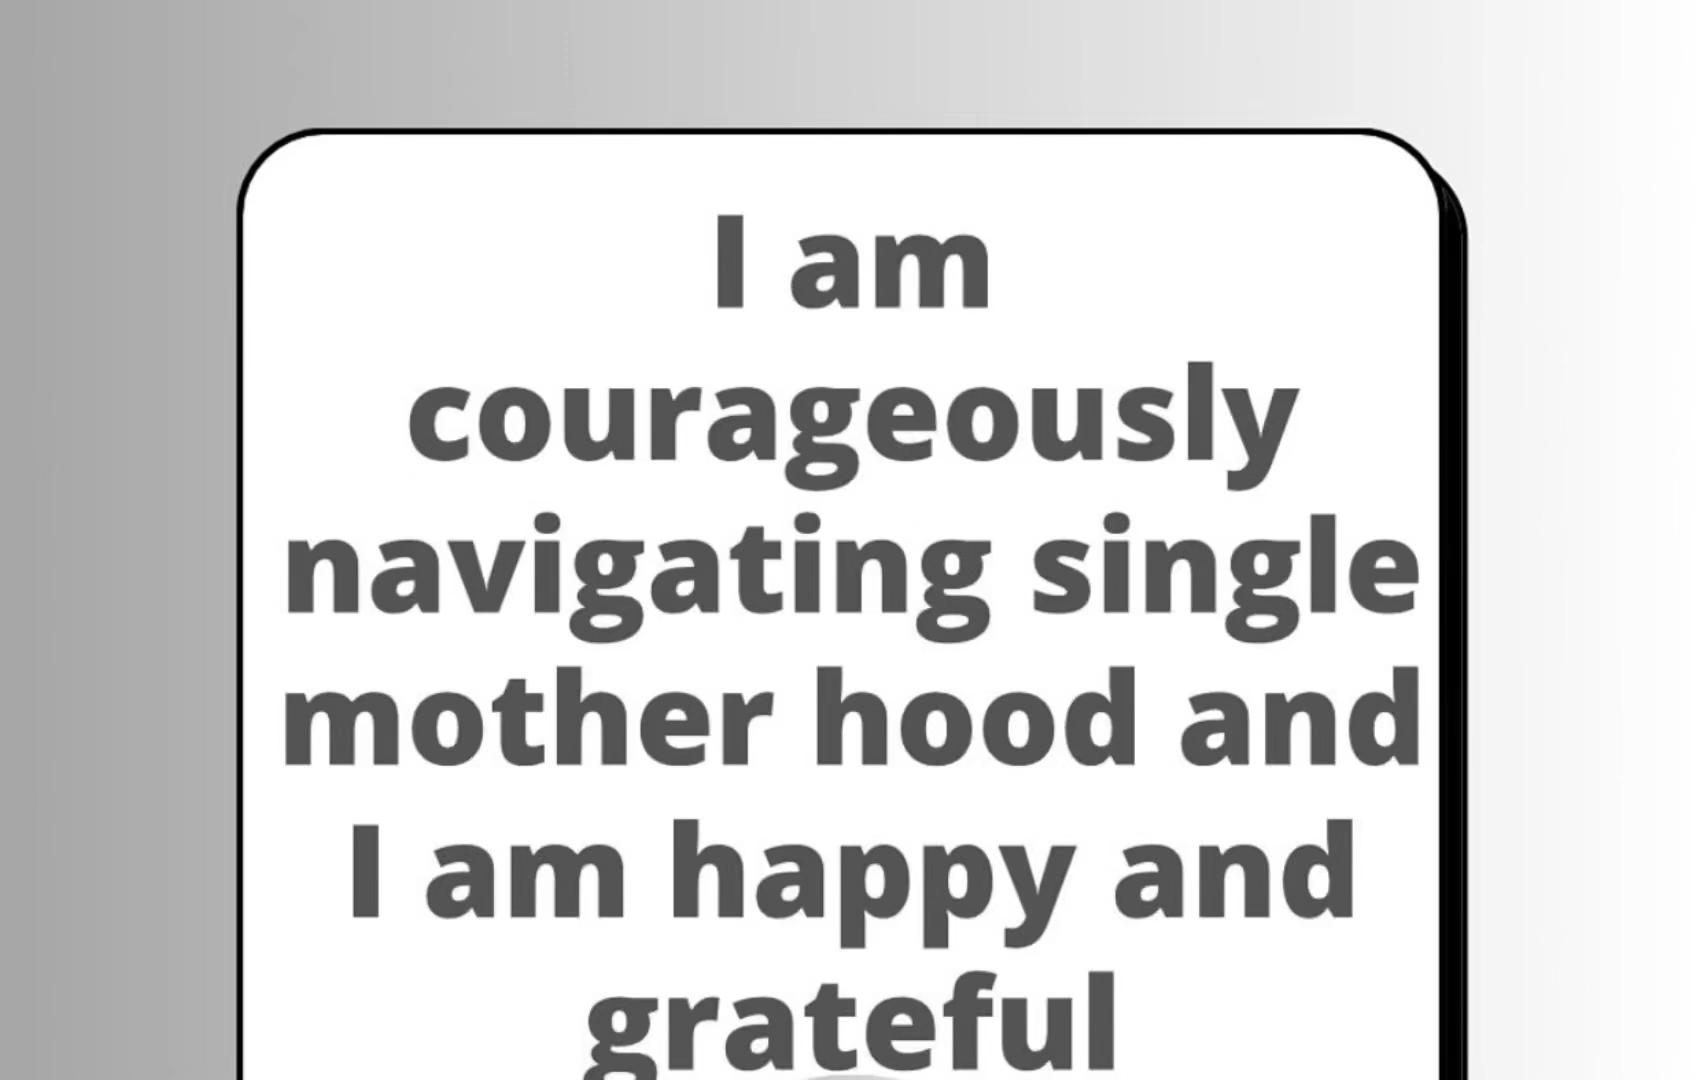 I am
courageously
navigating single
mother hood and
I am happy and
grateful